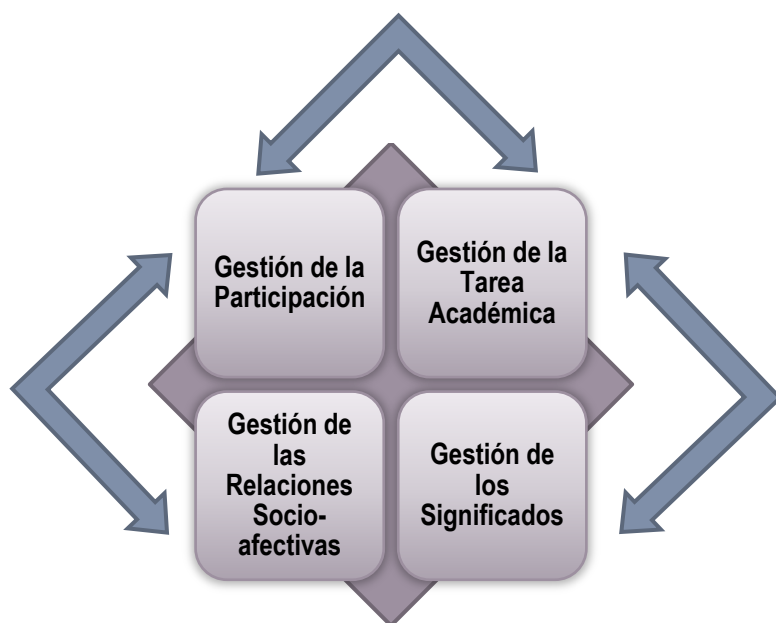 Gestión de la
Participación
Gestión de la
Tarea
Académica
Gestión de
las
Relaciones
Socio-
afectivas
Gestión de
los
Significados